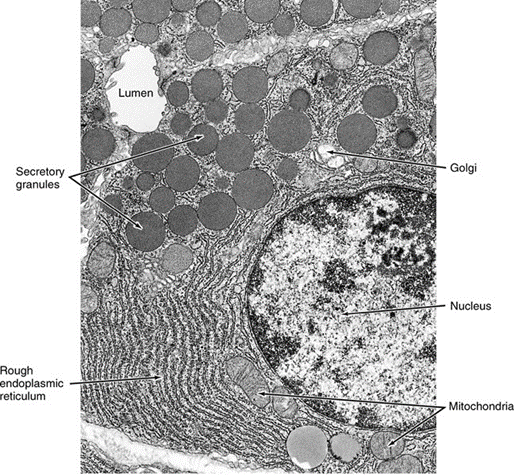 Lumen
Secretory
granules
Golgi
Nucleus
Rough
endoplasmic
reticulum
Mitochondria